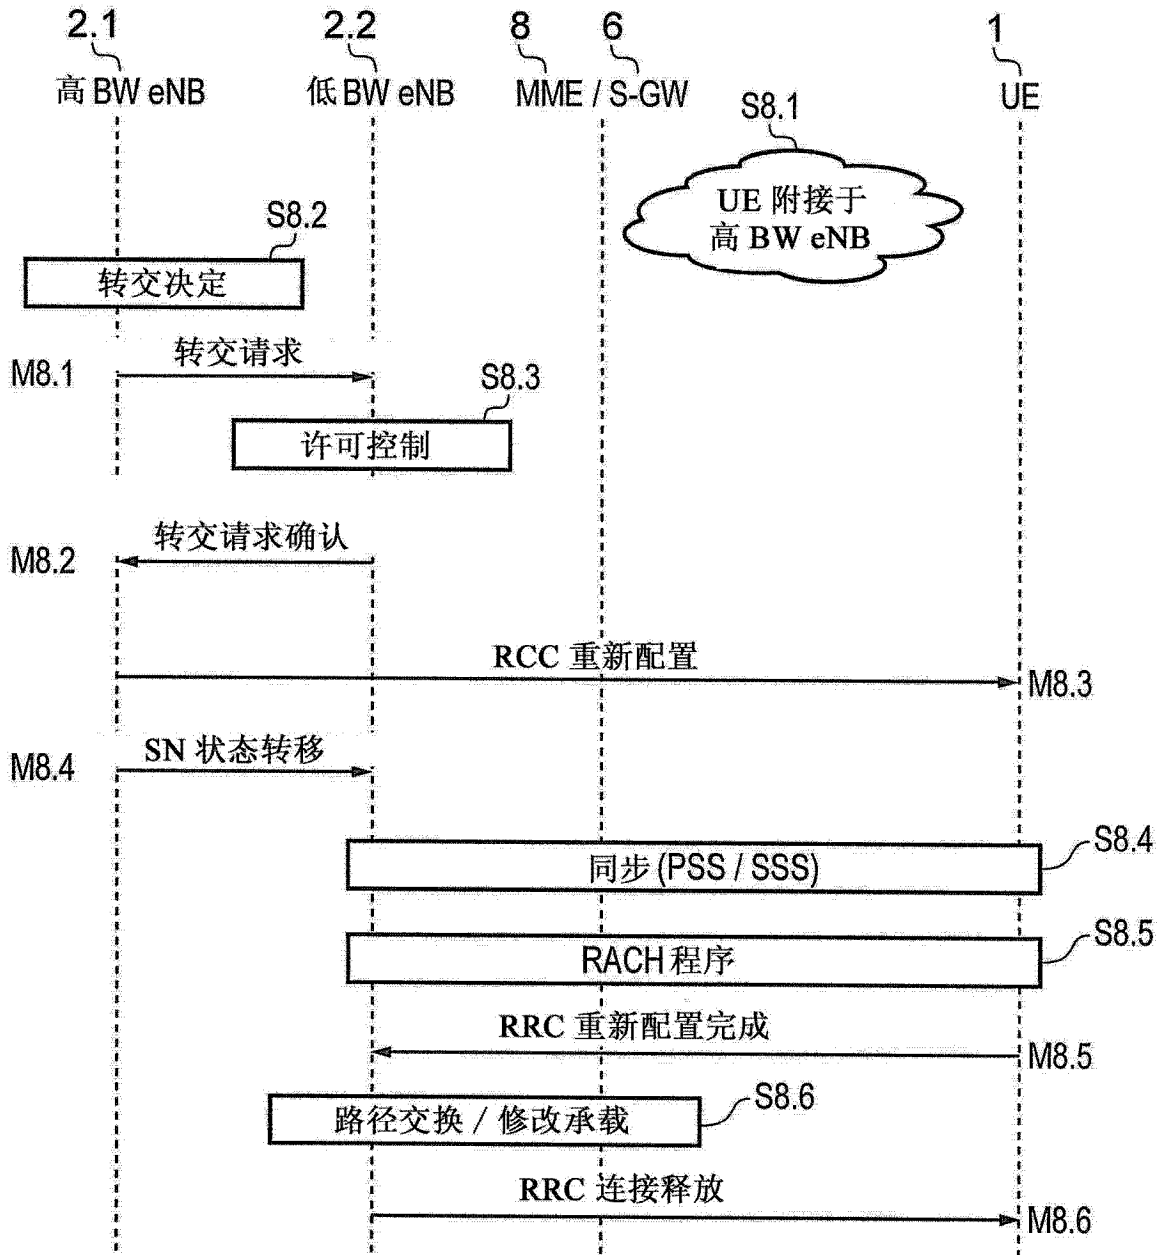 2.1
2.2
8
6
1
高 BW eNB
低 BW eNB
MME / S-GW
UE
S8.1
UE 附接于
高 BW eNB
S8.2
转交决定
转交请求
M8.1
S8.3
许可控制
转交请求确认
M8.2
RCC 重新配置
M8.3
SN 状态转移
M8.4
S8.4
同步 (PSS / SSS)
S8.5
RACH 程序
RRC 重新配置完成
M8.5
S8.6
路径交换 / 修改承载
RRC 连接释放
M8.6